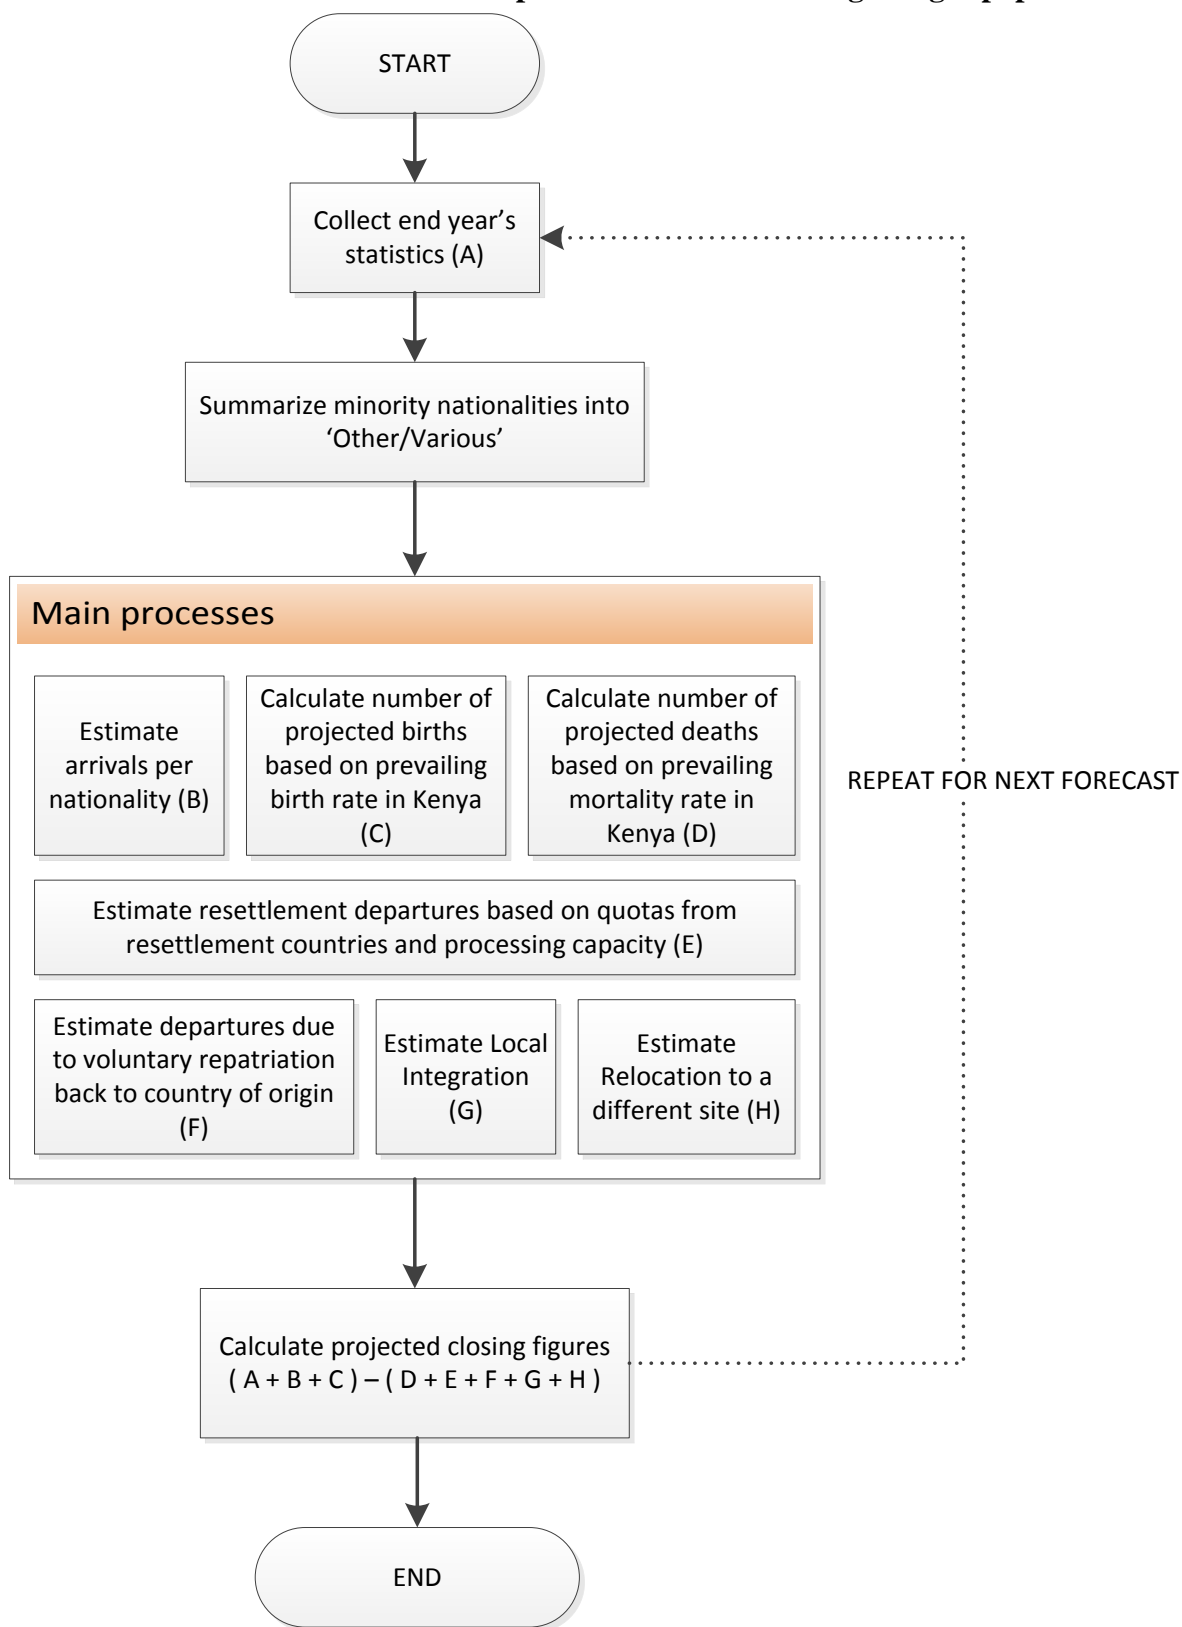 START
Collect end year’s
statistics (A)
Summarize minority nationalities into
‘Other/Various’
Main processes
Estimate
arrivals per
nationality (B)
Calculate number of
projected births
based on prevailing
birth rate in Kenya
(C)
Calculate number of
projected deaths
based on prevailing
mortality rate in
Kenya (D)
REPEAT FOR NEXT FORECAST
Estimate resettlement departures based on quotas from
resettlement countries and processing capacity (E)
Estimate departures due
to voluntary repatriation
back to country of origin
(F)
Estimate Local
Integration
(G)
Estimate
Relocation to a
different site (H)
Calculate projected closing figures
( A + B + C ) – ( D + E + F + G + H )
END